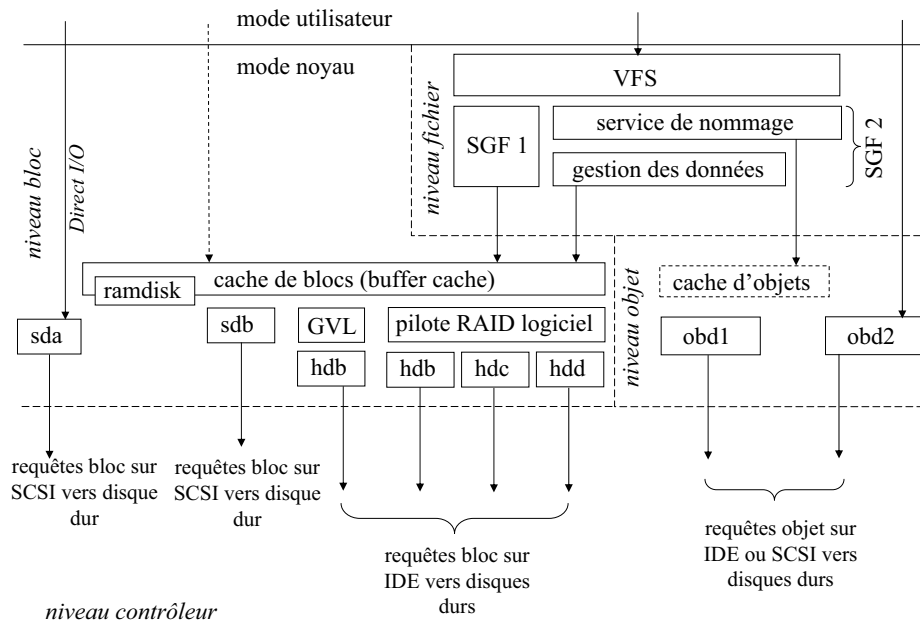 mode utilisateur
mode noyau
VFS
niveau fichier
SGF 1
service de nommage
gestion des données
SGF 2
niveau bloc
Direct I/O
cache de blocs (buffer cache)
ramdisk
niveau objet
cache d'objets
sda
sdb
GVL
pilote RAID logiciel
obd1
obd2
hdb
hdb
hdc
hdd
requêtes bloc sur
SCSI vers disque
dur
requêtes bloc sur
SCSI vers disque
dur
requêtes bloc sur
IDE vers disques
durs
requêtes objet sur
IDE ou SCSI vers
disques durs
niveau contrôleur